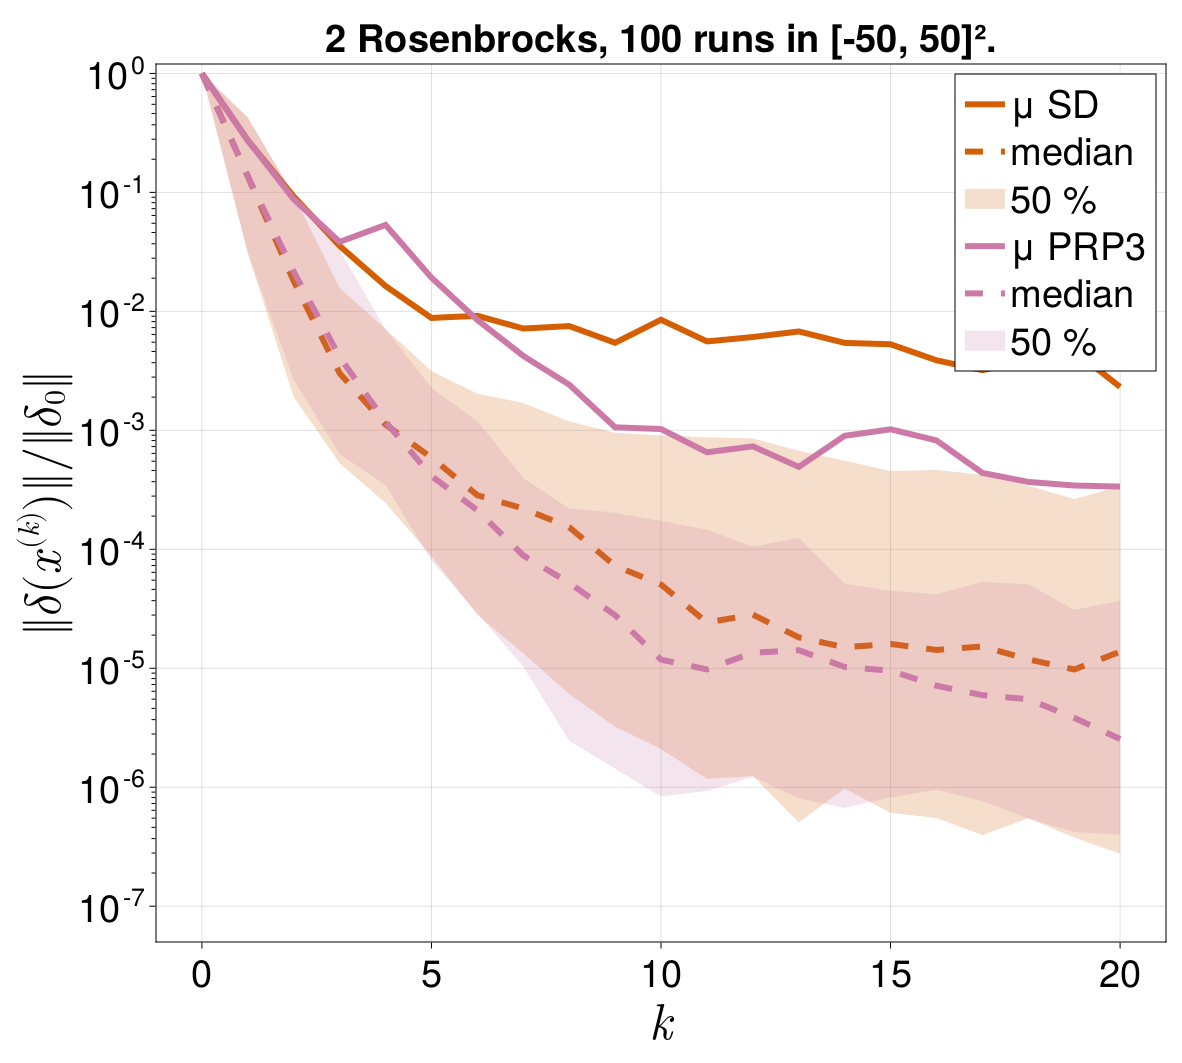 2 Rosenbrocks, 100 runs in [-50, 50]².
10⁰
10⁻¹
10⁻²
10⁻³
10⁻⁴
10⁻⁵
10⁻⁶
10⁻⁷
‖δ(x⁽ᵏ⁾)‖/‖δ₀‖
μ SD
median
50 %
μ PRP3
median
50 %
0 5 10 15 20
k